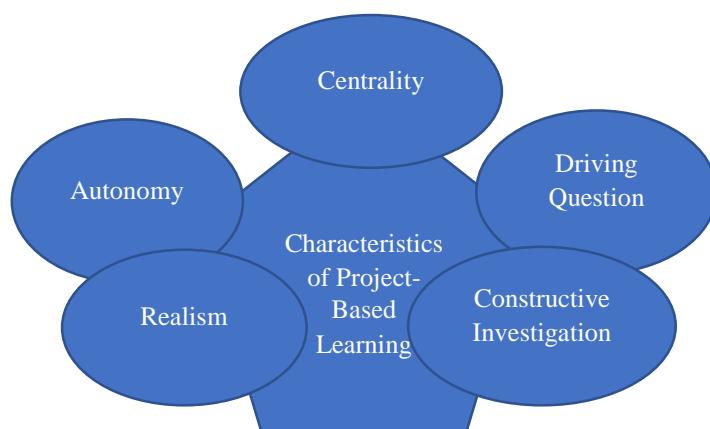 Centrality
Autonomy
Driving
Question
Characteristics
of Project-
Based
Learning
Realism
Constructive
Investigation